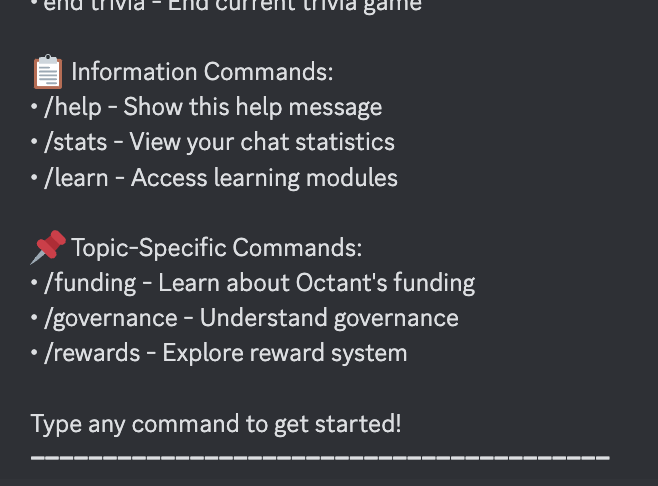 • end trivia - End current trivia game
📋 Information Commands:
• /help - Show this help message
• /stats - View your chat statistics
• /learn - Access learning modules
📌 Topic-Specific Commands:
• /funding - Learn about Octant's funding
• /governance - Understand governance
• /rewards - Explore reward system
Type any command to get started!